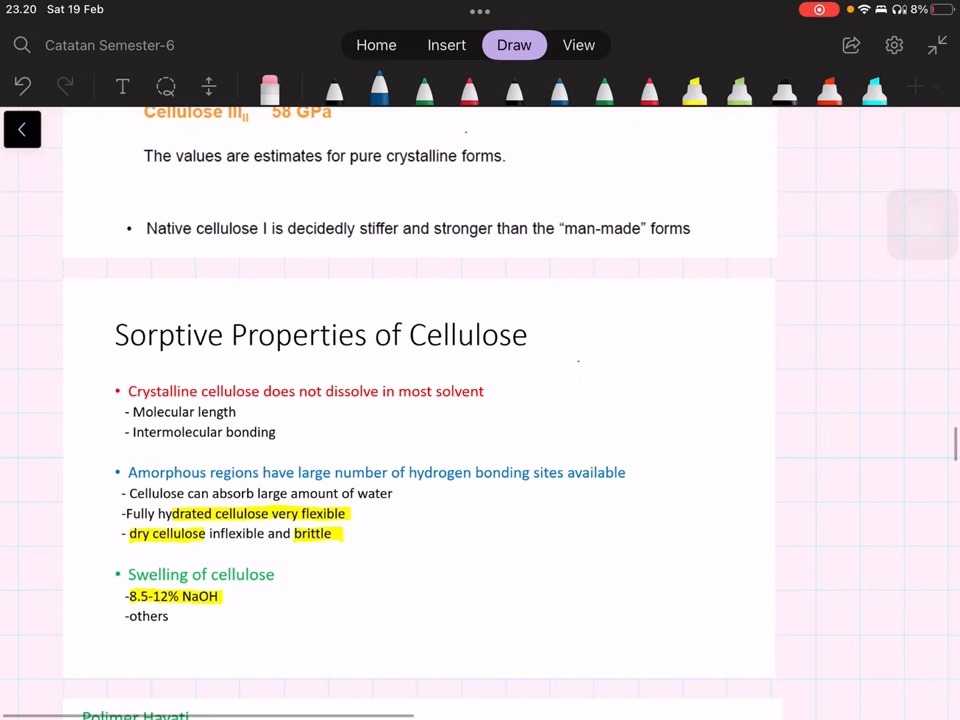 23.20 Sat 19 Feb
8%
Catatan Semester-6
Home Insert Draw View
T
Cellulose IIIII 58 GPa
The values are estimates for pure crystalline forms.
• Native cellulose I is decidedly stiffer and stronger than the “man-made” forms
Sorptive Properties of Cellulose
• Crystalline cellulose does not dissolve in most solvent
- Molecular length
- Intermolecular bonding
• Amorphous regions have large number of hydrogen bonding sites available
- Cellulose can absorb large amount of water
-Fully hydrated cellulose very flexible
- dry cellulose inflexible and brittle
• Swelling of cellulose
-8.5-12% NaOH
-others
Polimer Hayati